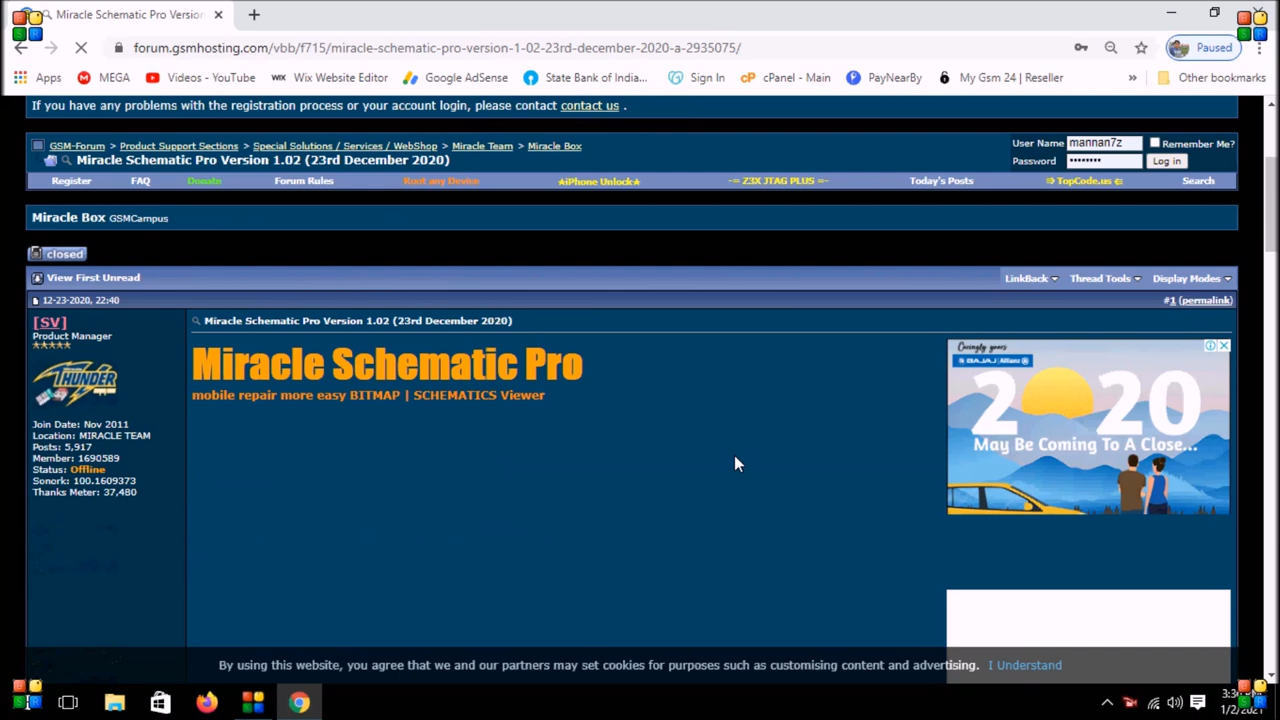 Miracle Schematic Pro Version
forum.gsmhosting.com/vbb/f715/miracle-schematic-pro-version-1-02-23rd-december-2020-a-2935075/
Paused
Apps MEGA Videos - YouTube WIX Wix Website Editor Google AdSense State Bank of India... Sign In cP cPanel - Main PayNearBy My Gsm 24 | Reseller » Other bookmarks
If you have any problems with the registration process or your account login, please contact contact us .
GSM-Forum > Product Support Sections > Special Solutions / Services / WebShop > Miracle Team > Miracle Box
User Name mannan7z Remember Me?
Miracle Schematic Pro Version 1.02 (23rd December 2020)
Password •••••••• Log in
Register FAQ Donate Forum Rules Root any Device ★iPhone Unlock★ -= Z3X JTAG PLUS =- Today's Posts ⇒ TopCode.us ⇐ Search
Miracle Box GSMCampus
closed
View First Unread LinkBack Thread Tools Display Modes
12-23-2020, 22:40 #1 (permalink)
[SV]
Product Manager
THUNDER
Join Date: Nov 2011
Location: MIRACLE TEAM
Posts: 5,917
Member: 1690589
Status: Offline
Sonork: 100.1609373
Thanks Meter: 37,480
Miracle Schematic Pro Version 1.02 (23rd December 2020)
Miracle Schematic Pro
mobile repair more easy BITMAP | SCHEMATICS Viewer
Caringly yours
BAJAJ Allianz
2020
May Be Coming To A Close...
By using this website, you agree that we and our partners may set cookies for purposes such as customising content and advertising. I Understand
1/2/2021